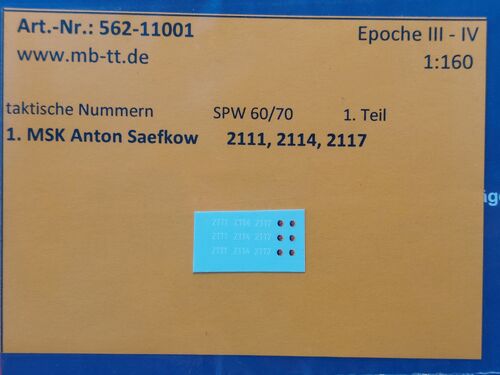 Art.-Nr.: 562-11001 Epoche III - IV
www.mb-tt.de 1:160
taktische Nummern SPW 60/70 1. Teil
1. MSK Anton Saefkow 2111, 2114, 2117
2111 2114 2117
2111 2114 2117
2111 2114 2117